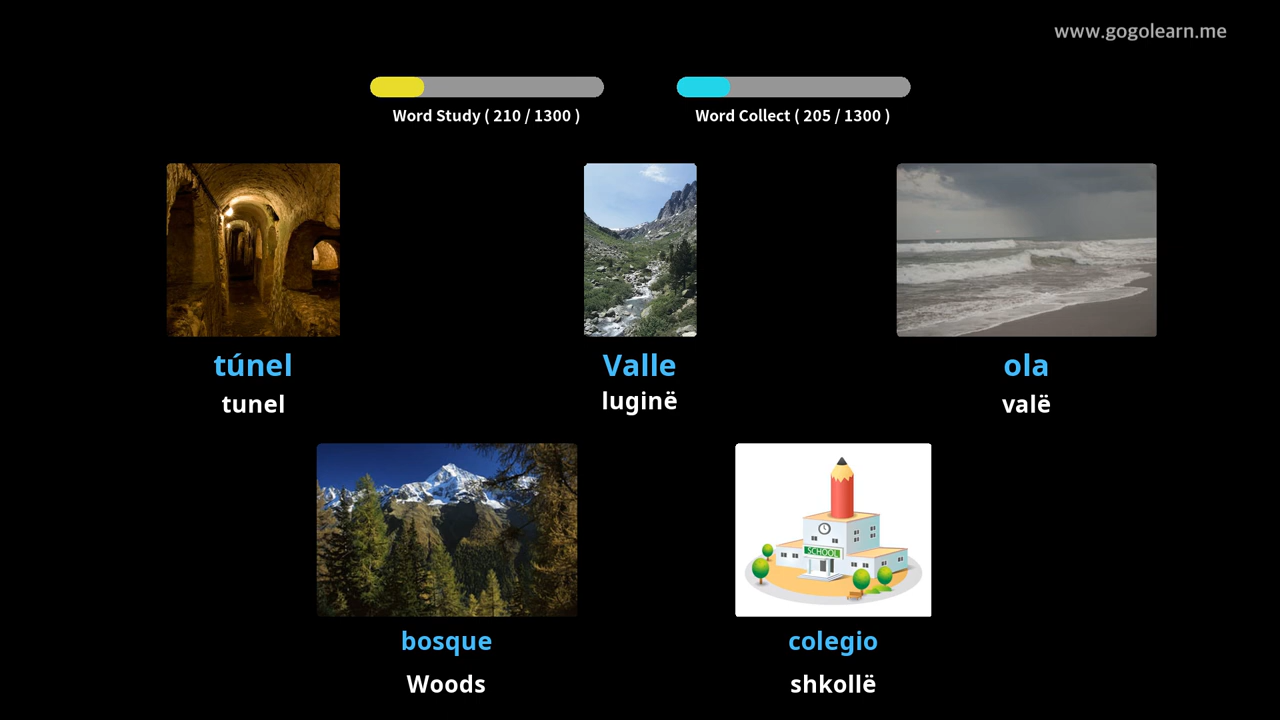 www.gogolearn.me
Word Study ( 210 / 1300 )
Word Collect ( 205 / 1300 )
túnel
Valle
ola
tunel
luginë
valë
SCHOOL
bosque
colegio
Woods
shkollë